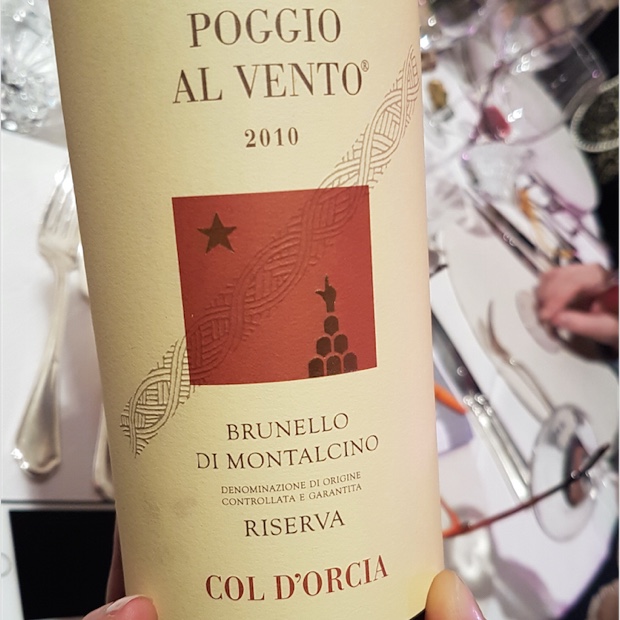 POGGIO
AL VENTO®
2010
BRUNELLO
DI MONTALCINO
DENOMINAZIONE DI ORIGINE
CONTROLLATA E GARANTITA
RISERVA
COL D'ORCIA